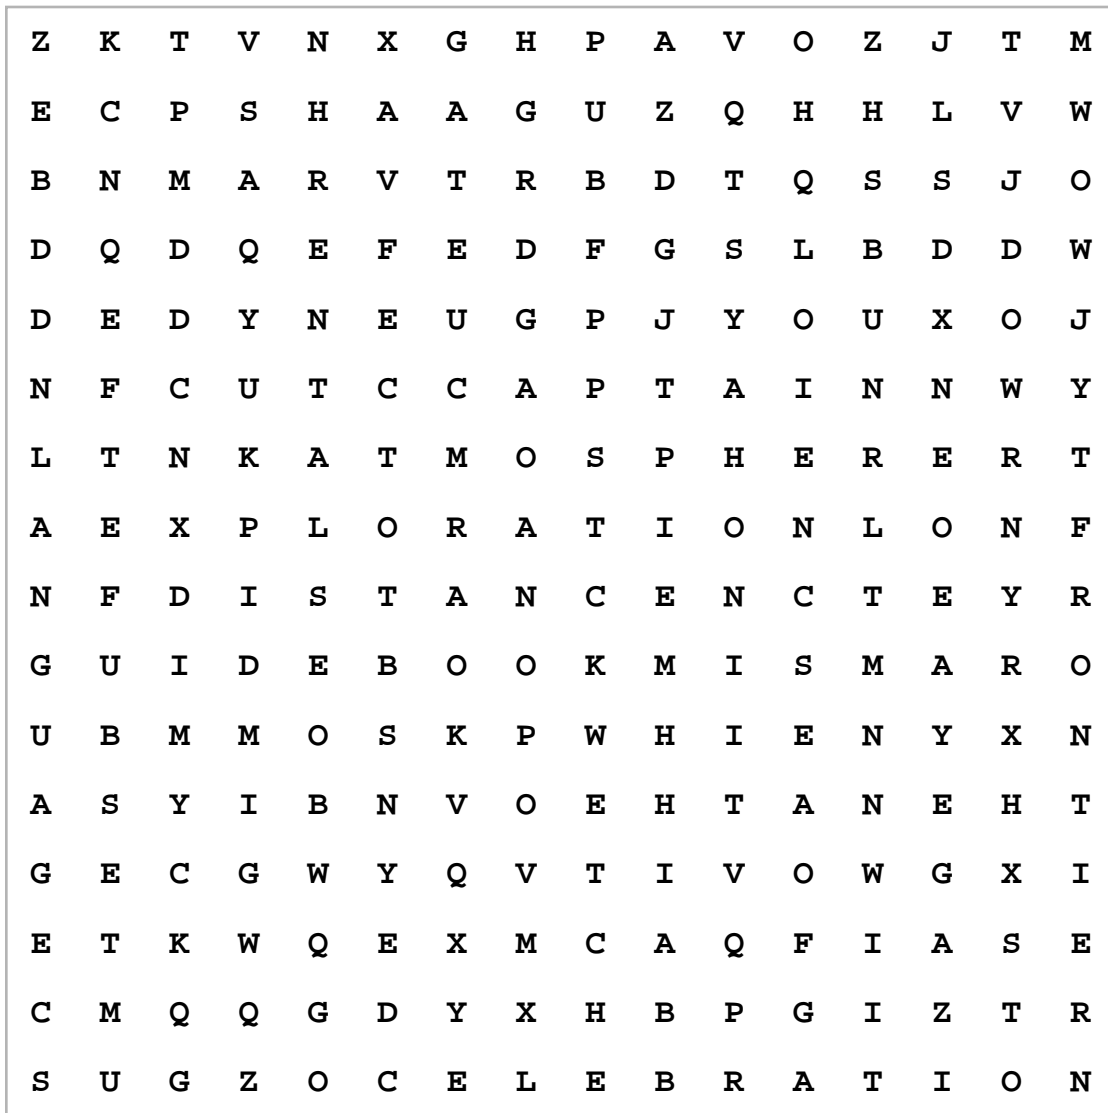 Z K T V N X G H P A V O Z J T M
E C P S H A A G U Z Q H H L V W
B N M A R V T R B D T Q S S J O
D Q D Q E F E D F G S L B D D W
D E D Y N E U G P J Y O U X O J
N F C U T C C A P T A I N N W Y
L T N K A T M O S P H E R E R T
A E X P L O R A T I O N L O N F
N F D I S T A N C E N C T E Y R
G U I D E B O O K M I S M A R O
U B M M O S K P W H I E N Y X N
A S Y I B N V O E H T A N E H T
G E C G W Y Q V T I V O W G X I
E T K W Q E X M C A Q F I A S E
C M Q Q G D Y X H B P G I Z T R
S U G Z O C E L E B R A T I O N